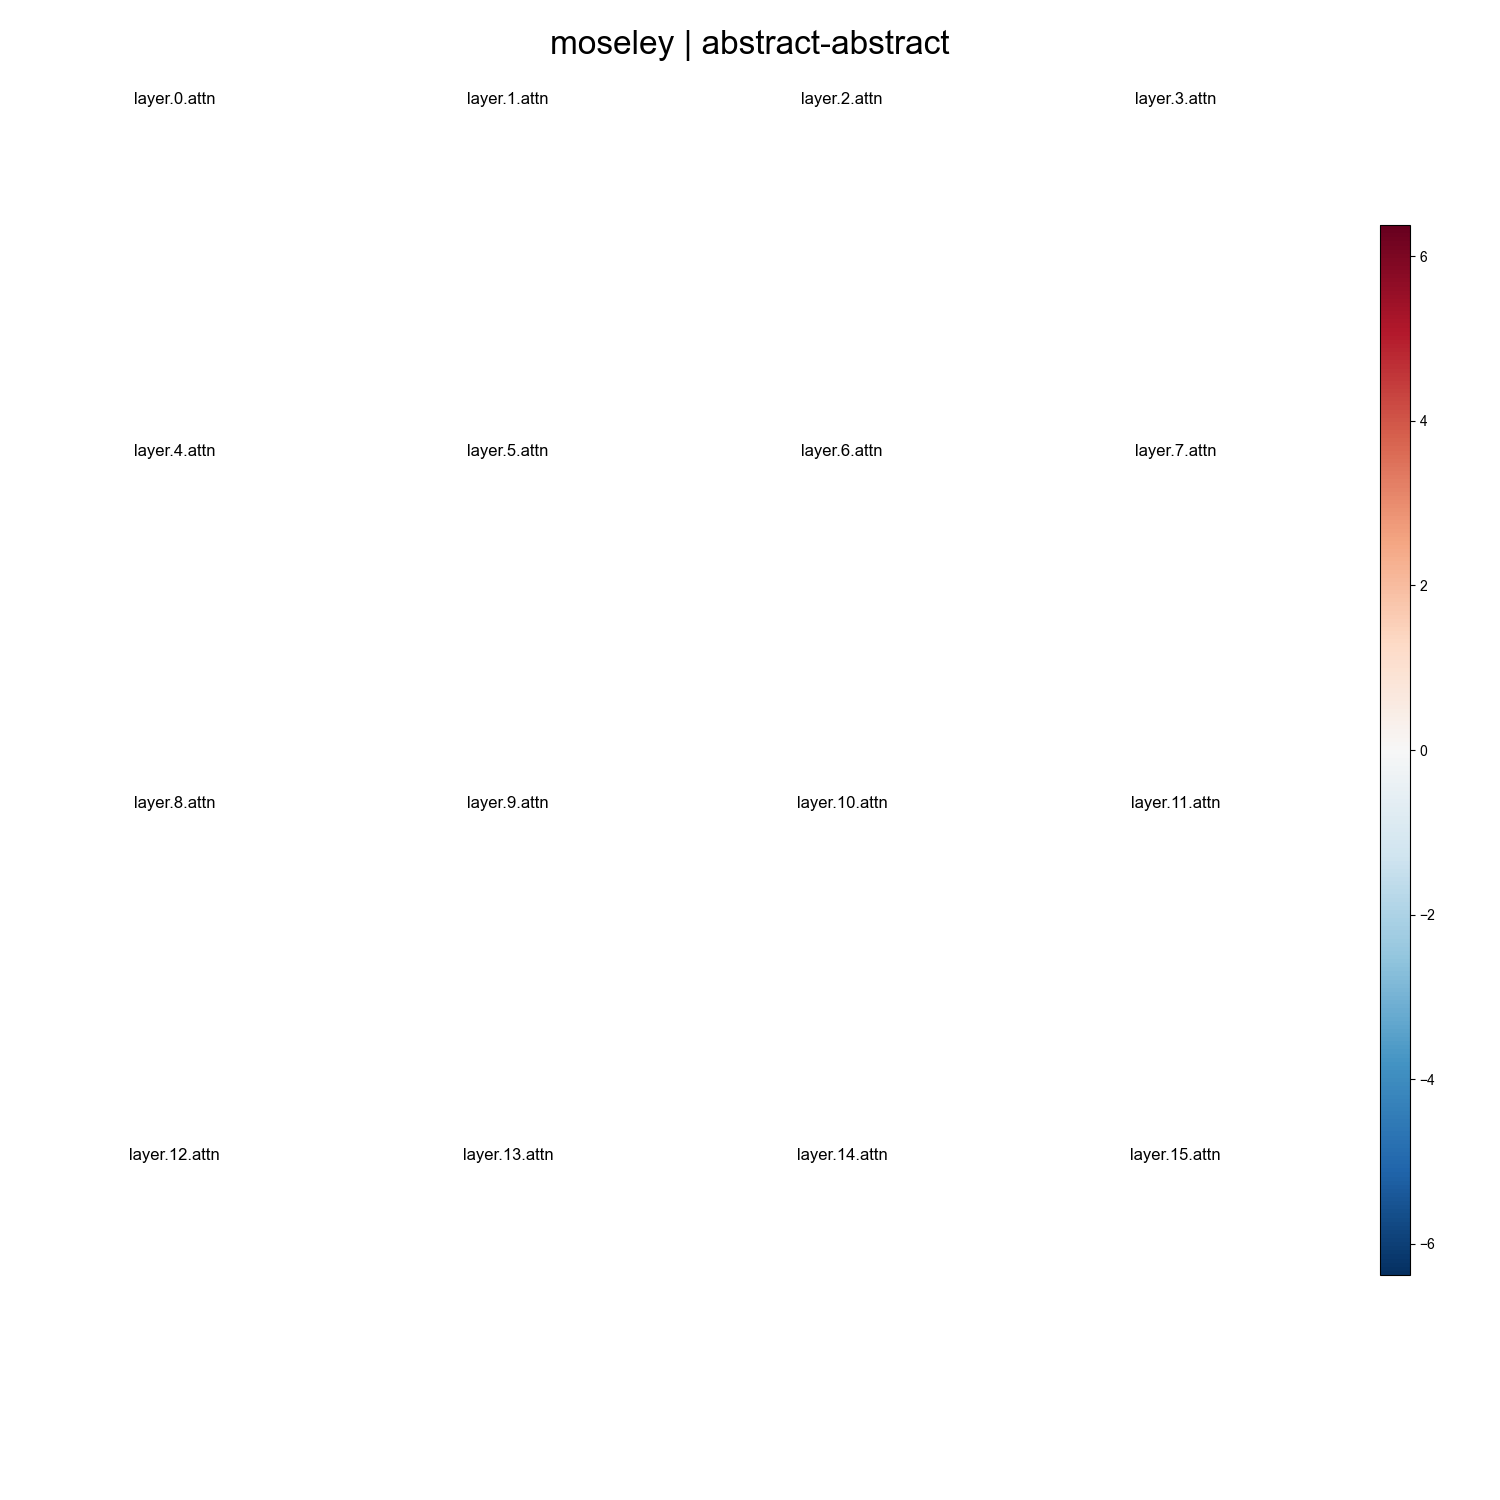 moseley | abstract-abstract
layer.0.attn
layer.1.attn
layer.2.attn
layer.3.attn
layer.4.attn
layer.5.attn
layer.6.attn
layer.7.attn
layer.8.attn
layer.9.attn
layer.10.attn
layer.11.attn
layer.12.attn
layer.13.attn
layer.14.attn
layer.15.attn
6
4
2
0
−2
−4
−6